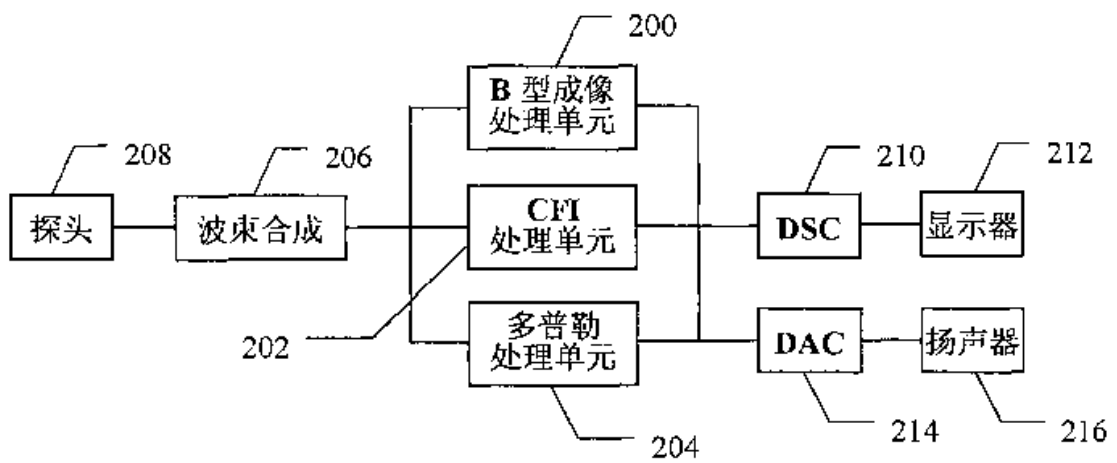 200
B 型成像
处理单元
208
206
210
212
探头
波束合成
CFI
处理单元
DSC
显示器
202
多普勒
处理单元
DAC
扬声器
204
214
216